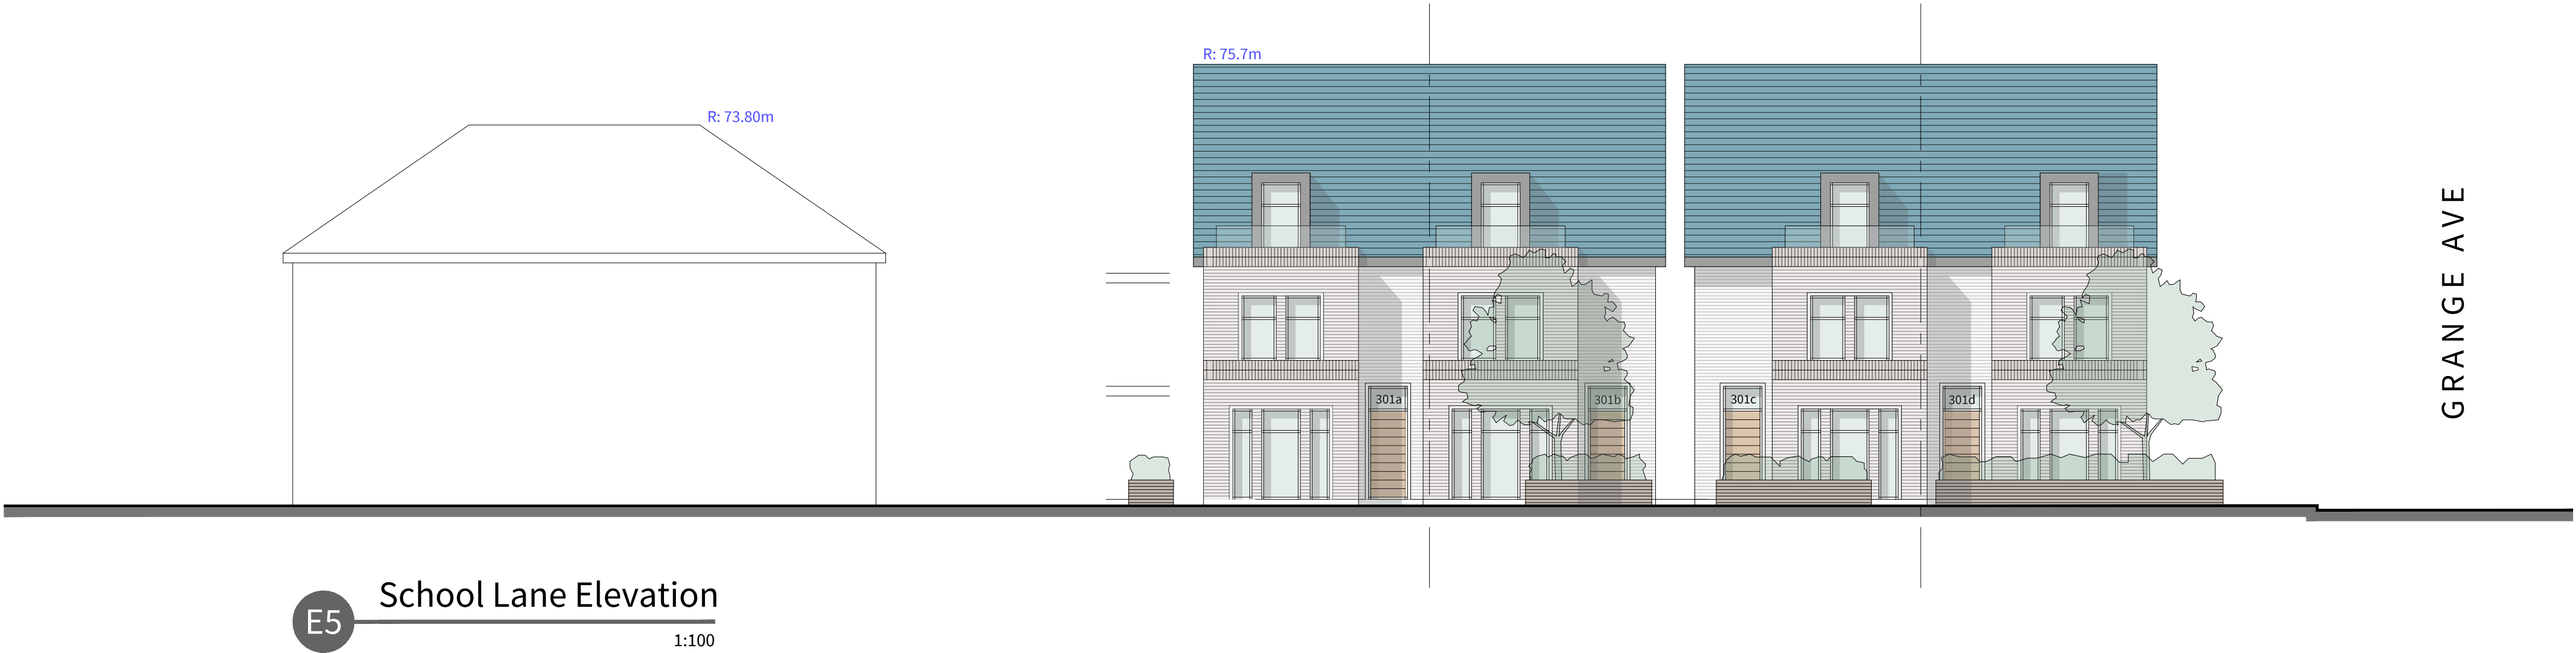 R: 75.7m
R: 73.80m
GRANGE AVE
301a
301b
301c
301d
E5
School Lane Elevation
1:100